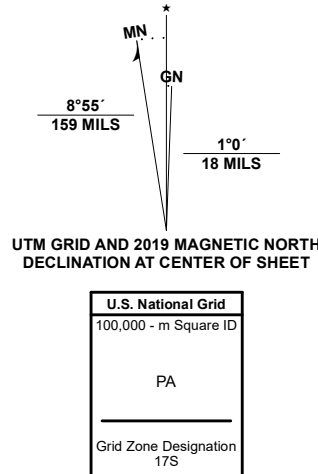 ★
MN
GN
8°55´
159 MILS
1°0´
18 MILS
UTM GRID AND 2019 MAGNETIC NORTH
DECLINATION AT CENTER OF SHEET
U.S. National Grid
100,000 - m Square ID
PA
Grid Zone Designation
17S